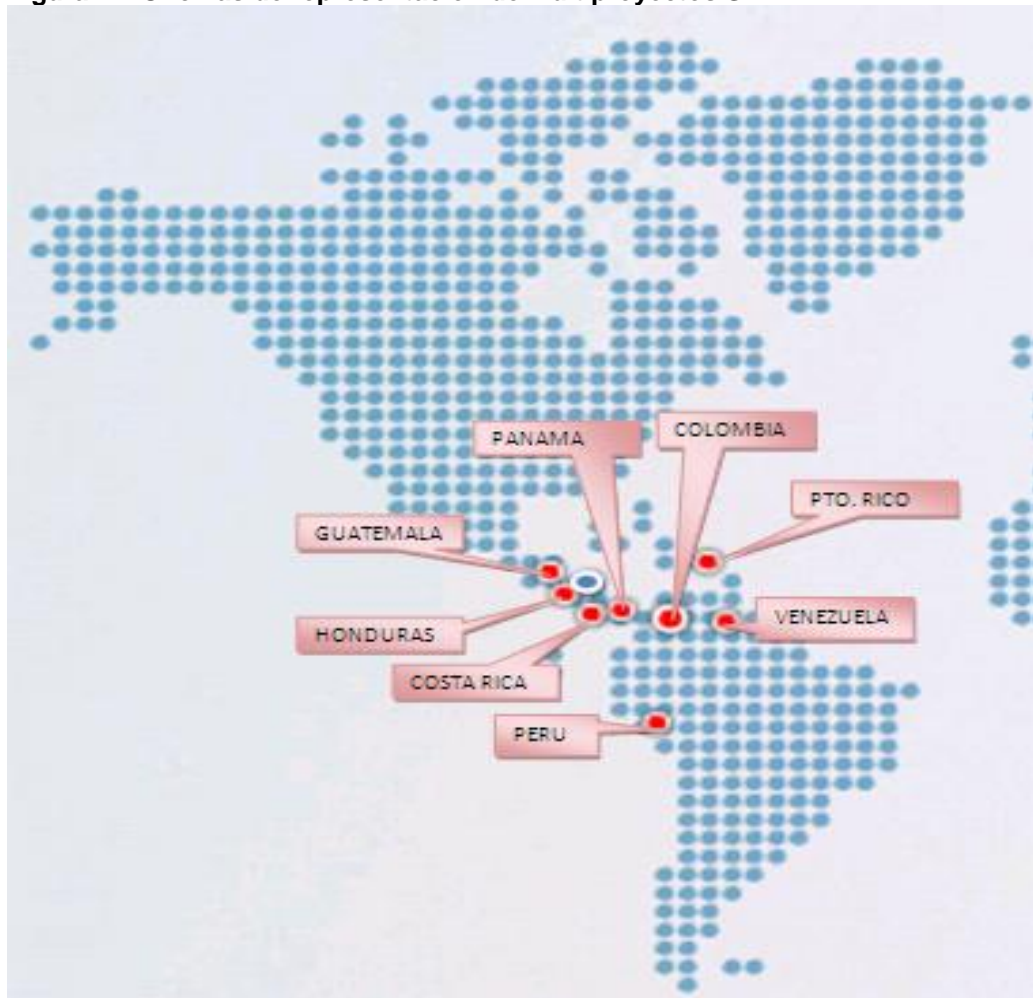 PANAMA
COLOMBIA
PTO. RICO
GUATEMALA
HONDURAS
VENEZUELA
COSTA RICA
PERU